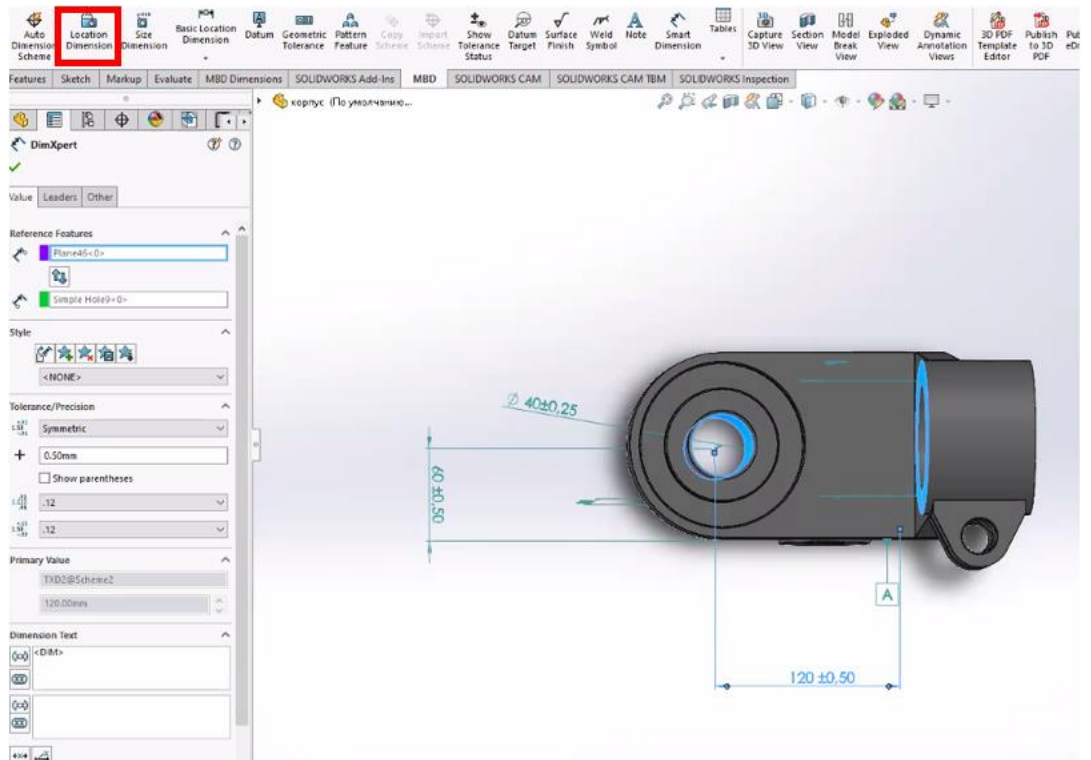 Auto Dimension Scheme
Location Dimension
Size Dimension
Basic Location Dimension
Datum
Geometric Tolerance
Pattern Feature
Copy Scheme
Import Scheme
Show Tolerance Status
Datum Target
Surface Finish
Weld Symbol
Note
Smart Dimension
Tables
Capture 3D View
Section View
Model Break View
Exploded View
Dynamic Annotation Views
3D PDF Template Editor
Publish to 3D PDF
Features Sketch Markup Evaluate MBD Dimensions SOLIDWORKS Add-Ins MBD SOLIDWORKS CAM SOLIDWORKS CAM TBM SOLIDWORKS Inspection
корпус (По умолчанию...
DimXpert
Value Leaders Other
Reference Features
Plane46<0>
Simple Hole9<0>
Style
<NONE>
Tolerance/Precision
Symmetric
0.50mm
Show parentheses
.12
.12
Primary Value
TXD2@Scheme2
120.00mm
Dimension Text
<DIM>
Ø 40±0,25
60 ±0,50
A
120 ±0,50